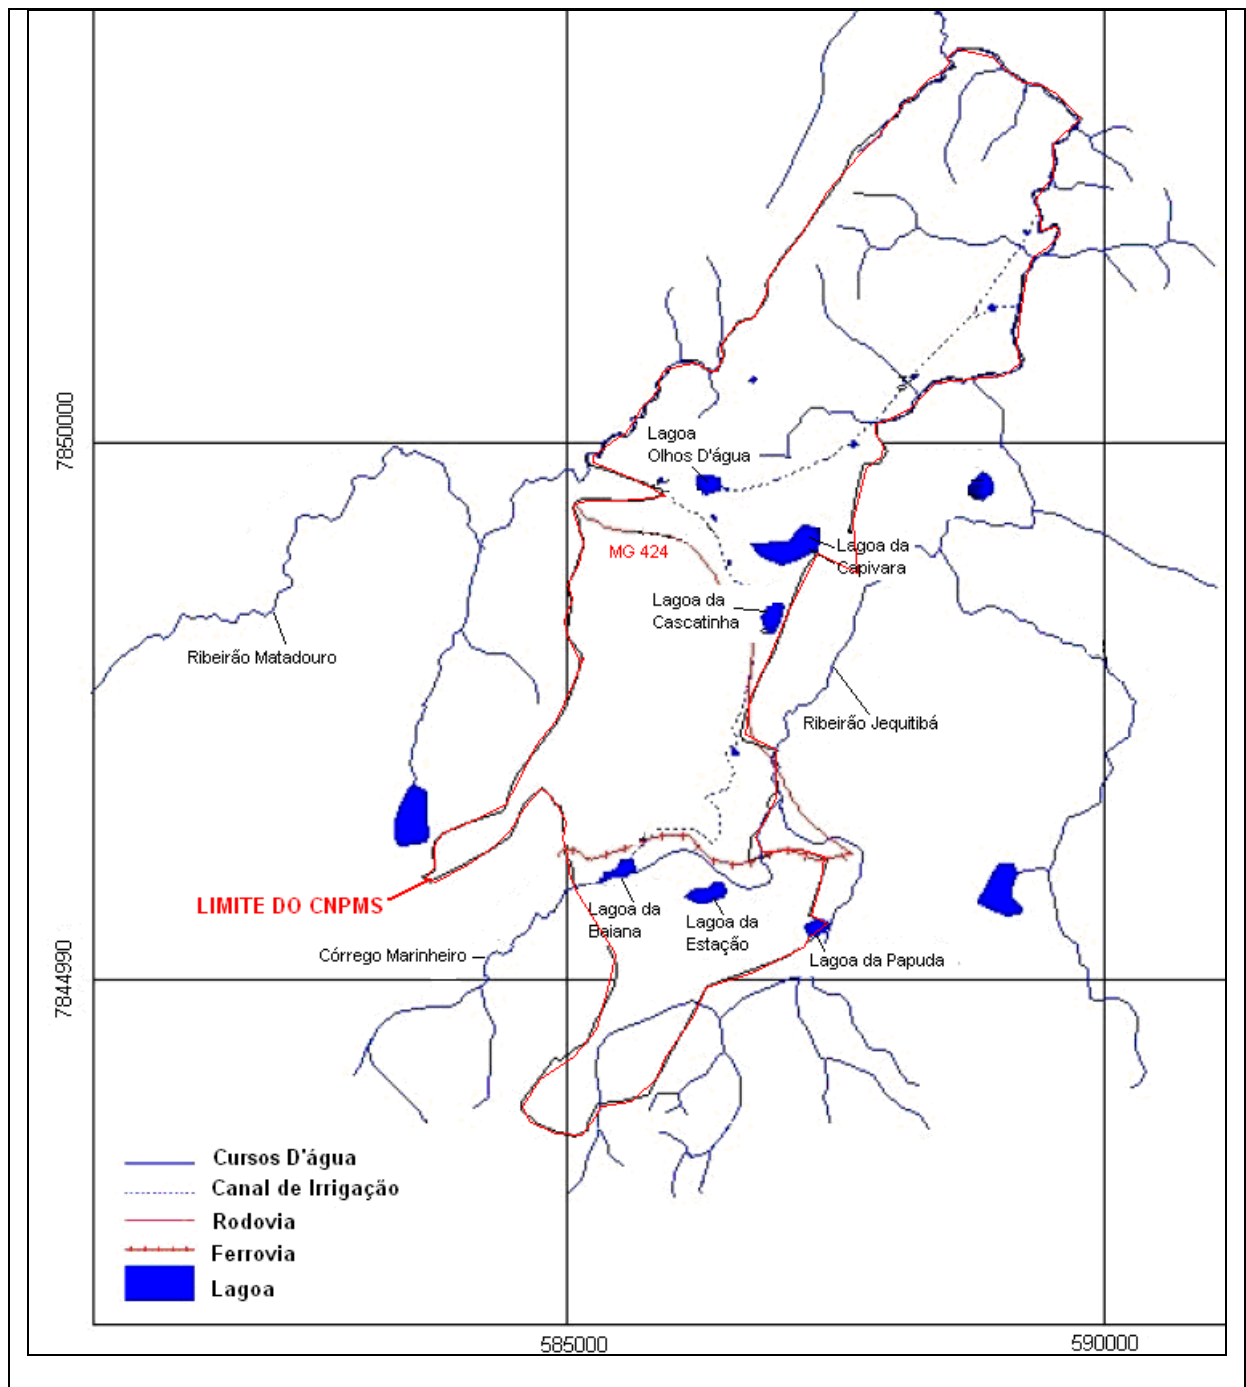 Lagoa
Olhos D'água
7850000
MG 424
Lagoa da
Capivara
Lagoa da
Cascatinha
Ribeirão Matadouro
Ribeirão Jequitibá
LIMITE DO CNPMS
Lagoa da
Baiana
Lagoa da
Estação
Córrego Marinheiro
Lagoa da Papuda
7844990
Cursos D'água
Canal de Irrigação
Rodovia
Ferrovia
Lagoa
585000
590000